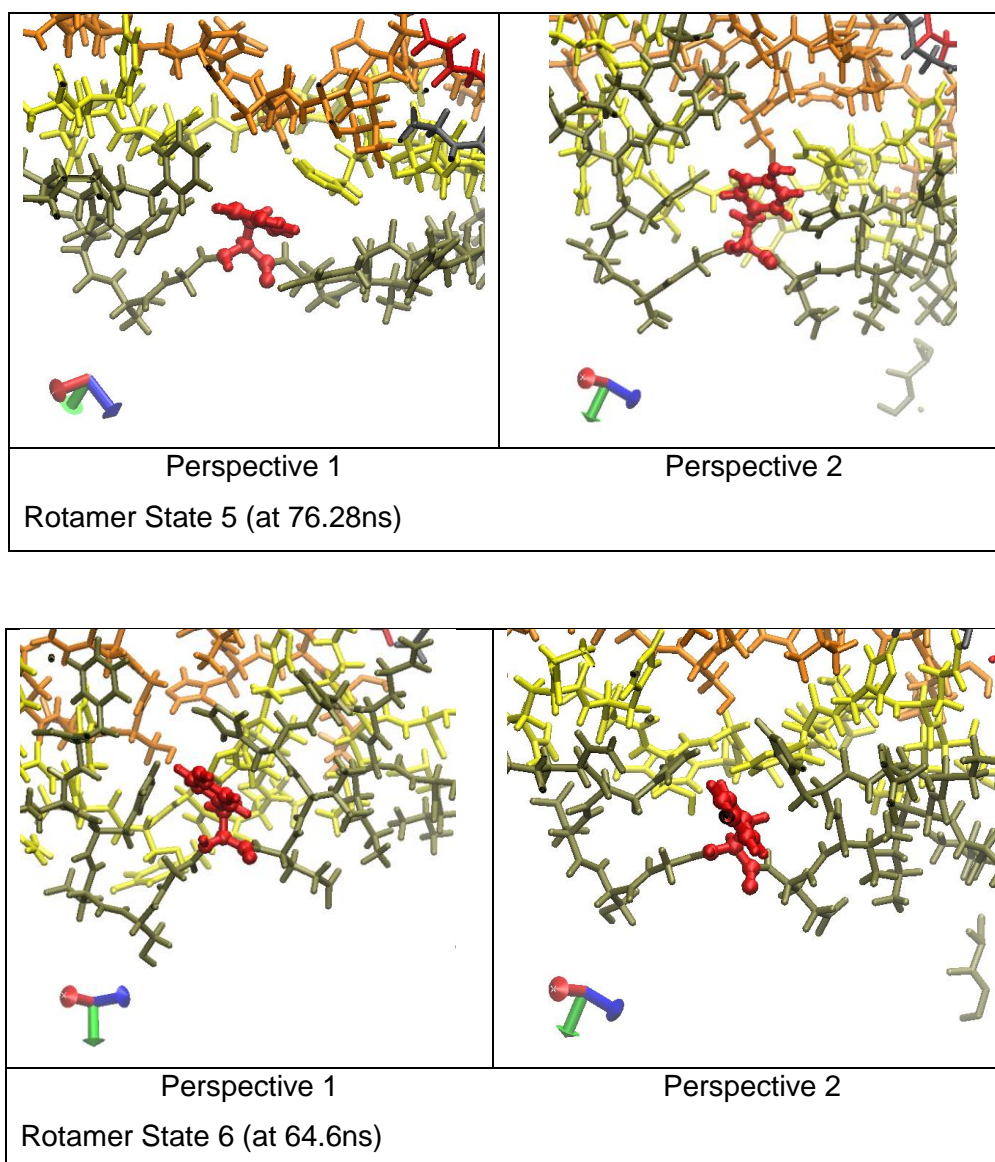 Perspective 1 Perspective 2
Rotamer State 5 (at 76.28ns)
Perspective 1 Perspective 2
Rotamer State 6 (at 64.6ns)